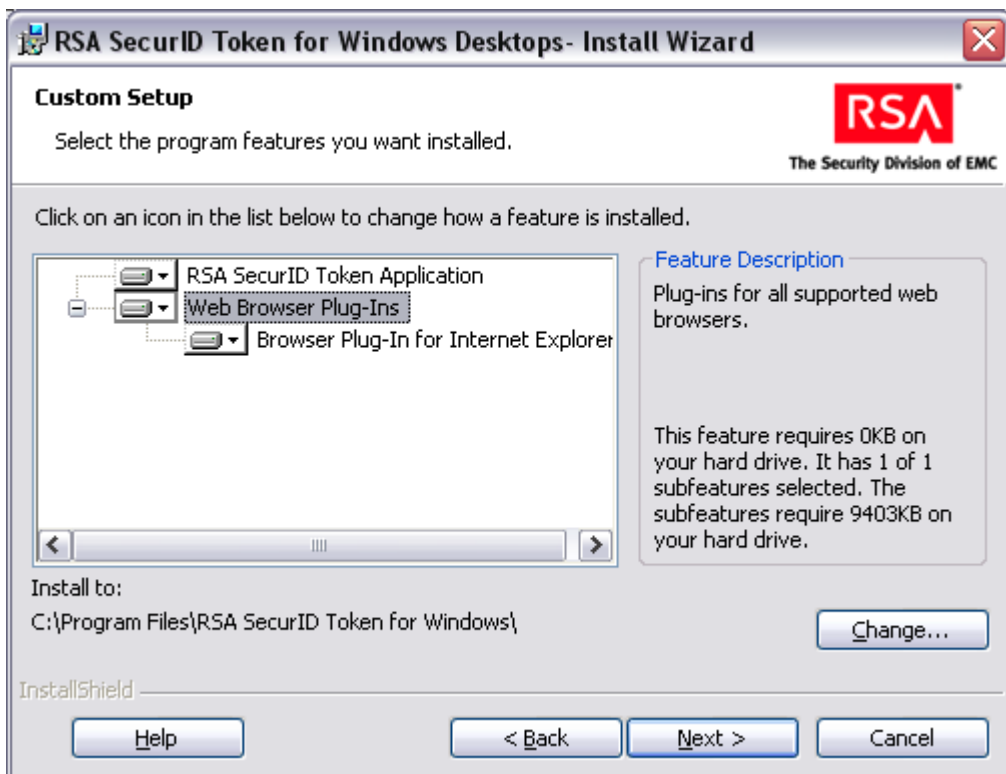 RSA SecurID Token for Windows Desktops- Install Wizard
Custom Setup
Select the program features you want installed.
RSA
The Security Division of EMC
Click on an icon in the list below to change how a feature is installed.
RSA SecurID Token Application
Web Browser Plug-Ins
Browser Plug-In for Internet Explorer
Feature Description
Plug-ins for all supported web
browsers.
This feature requires 0KB on
your hard drive. It has 1 of 1
subfeatures selected. The
subfeatures require 9403KB on
your hard drive.
Install to:
C:\Program Files\RSA SecurID Token for Windows\
Change...
InstallShield
Help
< Back
Next >
Cancel